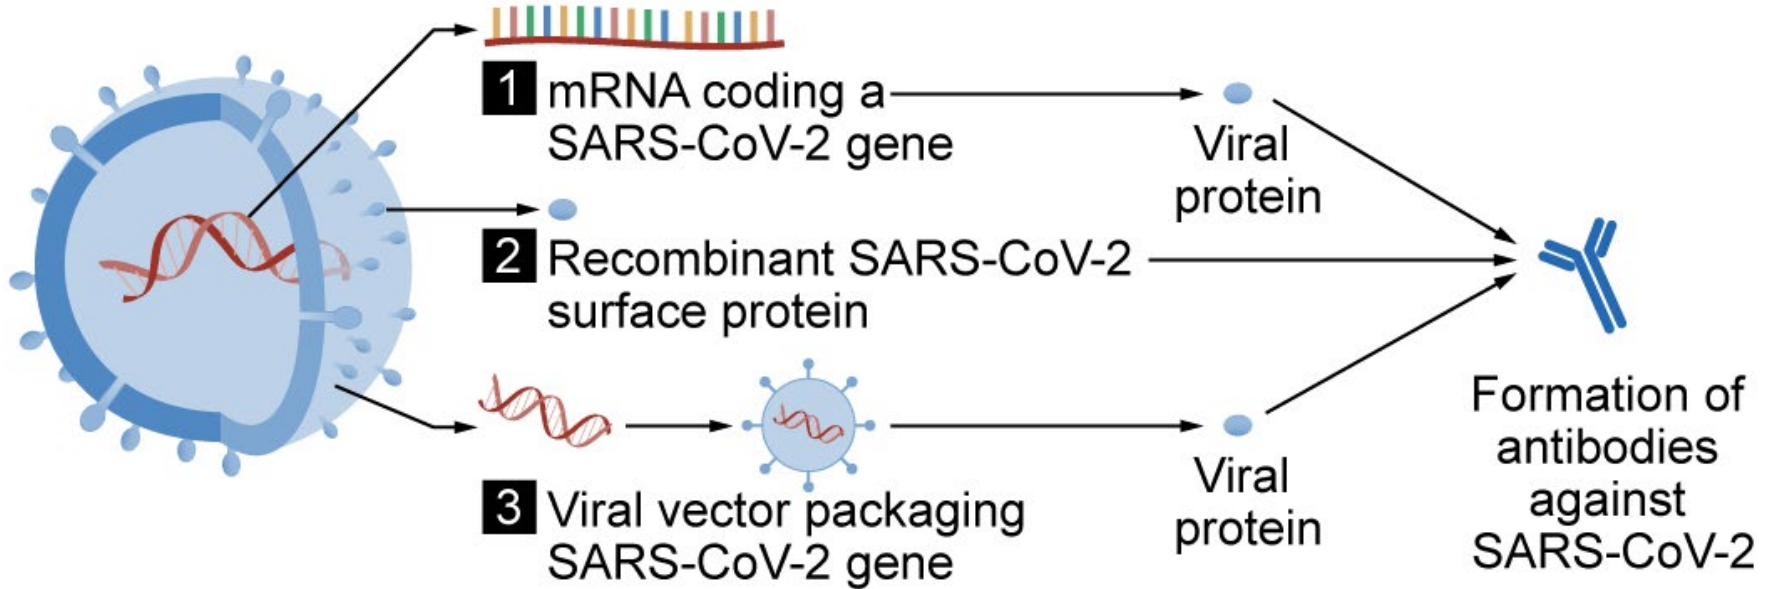 1 mRNA coding a
SARS-CoV-2 gene
Viral
protein
2 Recombinant SARS-CoV-2
surface protein
3 Viral vector packaging
SARS-CoV-2 gene
Viral
protein
Formation of
antibodies
against
SARS-CoV-2